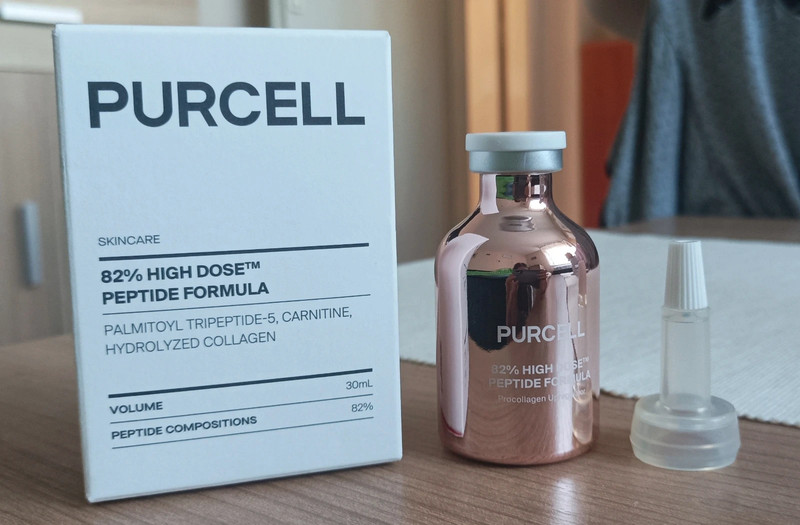 PURCELL
SKINCARE
82% HIGH DOSE™
PEPTIDE FORMULA
PALMITOYL TRIPEPTIDE-5, CARNITINE,
HYDROLYZED COLLAGEN
VOLUME 30mL
PEPTIDE COMPOSITIONS 82%
PURCELL
82% HIGH DOSE™
PEPTIDE FORMULA
Procollagen